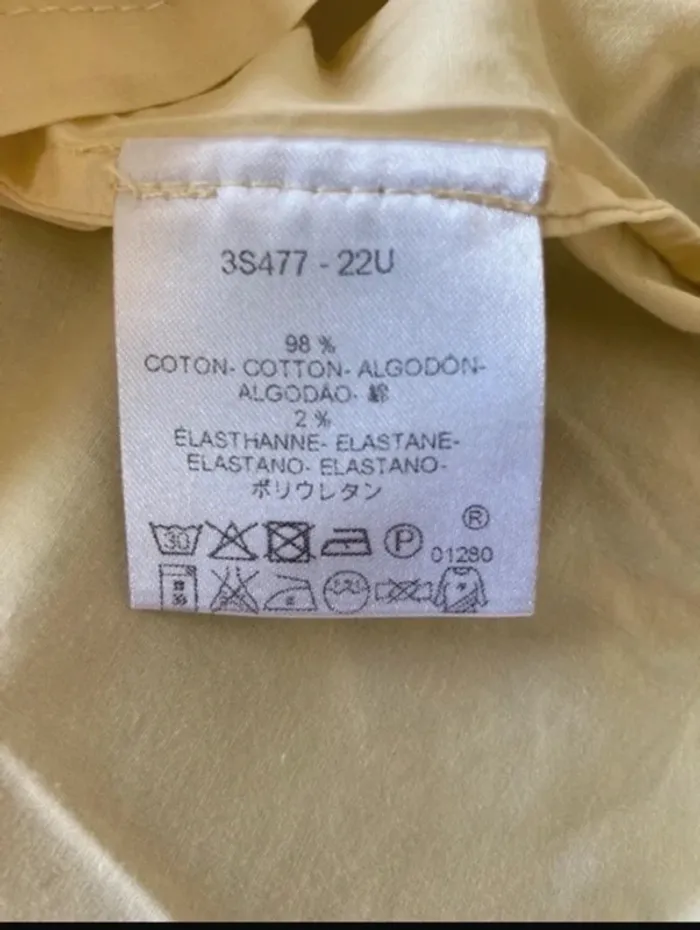 3S477 - 22U
98 %
COTON- COTTON- ALGODÓN-
ALGODÃO- 綿
2 %
ÉLASTHANNE- ELASTANE-
ELASTANO- ELASTANO-
ポリウレタン
®
30 P 01280